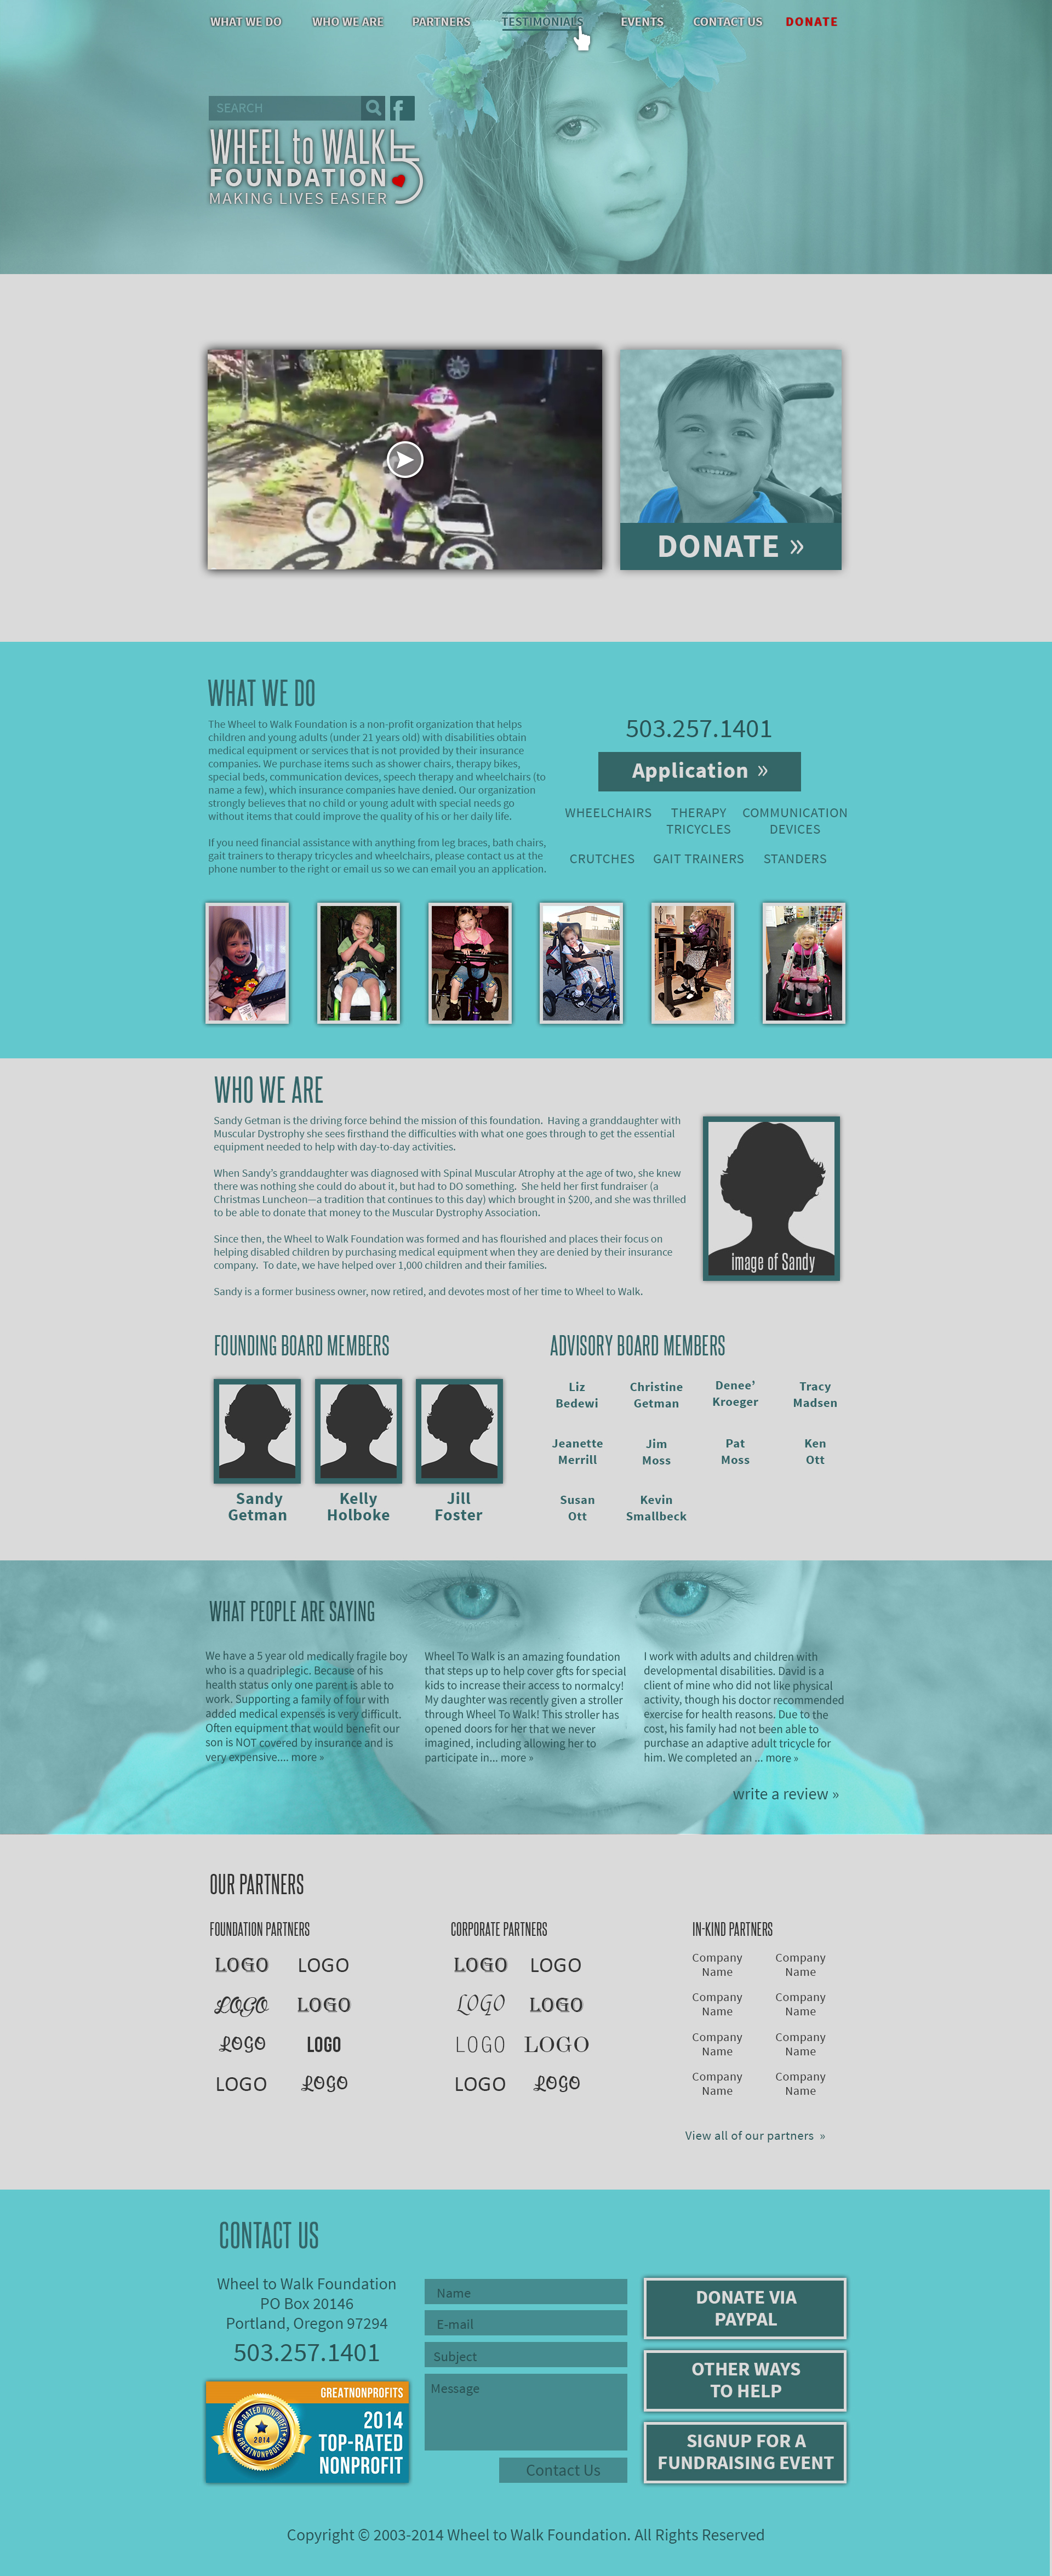 WHAT WE DO WHO WE ARE PARTNERS TESTIMONIALS EVENTS CONTACT US DONATE
SEARCH
WHEEL to WALK
FOUNDATION
MAKING LIVES EASIER
DONATE »
WHAT WE DO
The Wheel to Walk Foundation is a non-profit organization that helps
children and young adults (under 21 years old) with disabilities obtain
medical equipment or services that is not provided by their insurance
companies. We purchase items such as shower chairs, therapy bikes,
special beds, communication devices, speech therapy and wheelchairs (to
name a few), which insurance companies have denied. Our organization
strongly believes that no child or young adult with special needs go
without items that could improve the quality of his or her daily life.
If you need financial assistance with anything from leg braces, bath chairs,
gait trainers to therapy tricycles and wheelchairs, please contact us at the
phone number to the right or email us so we can email you an application.
503.257.1401
Application »
WHEELCHAIRS THERAPY COMMUNICATION
TRICYCLES DEVICES
CRUTCHES GAIT TRAINERS STANDERS
WHO WE ARE
Sandy Getman is the driving force behind the mission of this foundation. Having a granddaughter with
Muscular Dystrophy she sees firsthand the difficulties with what one goes through to get the essential
equipment needed to help with day-to-day activities.
When Sandy's granddaughter was diagnosed with Spinal Muscular Atrophy at the age of two, she knew
there was nothing she could do about it, but had to DO something. She held her first fundraiser (a
Christmas Luncheon—a tradition that continues to this day) which brought in $200, and she was thrilled
to be able to donate that money to the Muscular Dystrophy Association.
Since then, the Wheel to Walk Foundation was formed and has flourished and places their focus on
helping disabled children by purchasing medical equipment when they are denied by their insurance
company. To date, we have helped over 1,000 children and their families.
Sandy is a former business owner, now retired, and devotes most of her time to Wheel to Walk.
image of Sandy
FOUNDING BOARD MEMBERS
Sandy Kelly Jill
Getman Holboke Foster
ADVISORY BOARD MEMBERS
Liz Christine Denee' Tracy
Bedewi Getman Kroeger Madsen
Jeanette Jim Pat Ken
Merrill Moss Moss Ott
Susan Kevin
Ott Smallbeck
WHAT PEOPLE ARE SAYING
We have a 5 year old medically fragile boy
who is a quadriplegic. Because of his
health status only one parent is able to
work. Supporting a family of four with
added medical expenses is very difficult.
Often equipment that would benefit our
son is NOT covered by insurance and is
very expensive.... more »
Wheel To Walk is an amazing foundation
that steps up to help cover gfts for special
kids to increase their access to normalcy!
My daughter was recently given a stroller
through Wheel To Walk! This stroller has
opened doors for her that we never
imagined, including allowing her to
participate in... more »
I work with adults and children with
developmental disabilities. David is a
client of mine who did not like physical
activity, though his doctor recommended
exercise for health reasons. Due to the
cost, his family had not been able to
purchase an adaptive adult tricycle for
him. We completed an ... more »
write a review »
OUR PARTNERS
FOUNDATION PARTNERS
LOGO LOGO
LOGO LOGO
LOGO LOGO
LOGO LOGO
CORPORATE PARTNERS
LOGO LOGO
LOGO LOGO
LOGO LOGO
LOGO LOGO
IN-KIND PARTNERS
Company Company
Name Name
Company Company
Name Name
Company Company
Name Name
Company Company
Name Name
View all of our partners »
CONTACT US
Wheel to Walk Foundation
PO Box 20146
Portland, Oregon 97294
503.257.1401
GREATNONPROFITS
2014
TOP-RATED
NONPROFIT
TOP-RATED NONPROFIT
2014
GREATNONPROFITS
Name
E-mail
Subject
Message
Contact Us
DONATE VIA
PAYPAL
OTHER WAYS
TO HELP
SIGNUP FOR A
FUNDRAISING EVENT
Copyright © 2003-2014 Wheel to Walk Foundation. All Rights Reserved